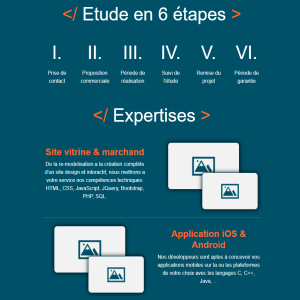 </ Etude en 6 étapes >
I. II. III. IV. V. VI.
Prise de contact
Proposition commerciale
Période de réalisation
Suivi de l'étude
Remise du projet
Période de garantie
</ Expertises >
Site vitrine & marchand
De la re-modélisation a la création complète
d'un site design et interactif, nous mettrons a
votre service nos compétences techniques:
HTML, CSS, JavaScript, JQuery, Bootstrap,
PHP, SQL.
Application iOS &
Android
Nos développeurs sont aptes à concevoir vos
applications mobiles sur la ou les plateformes
de votre choix avec les langages C, C++,
Java, ...